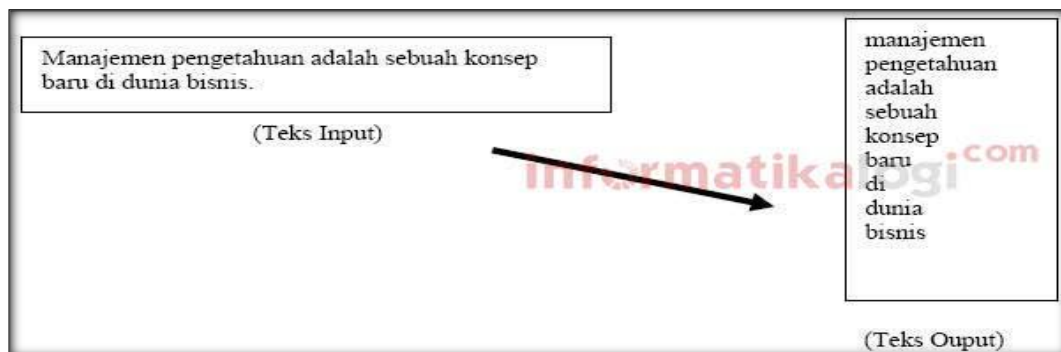 Manajemen pengetahuan adalah sebuah konsep
baru di dunia bisnis.
(Teks Input)
manajemen
pengetahuan
adalah
sebuah
konsep
baru
di
dunia
bisnis
(Teks Ouput)
informatikalogi.com